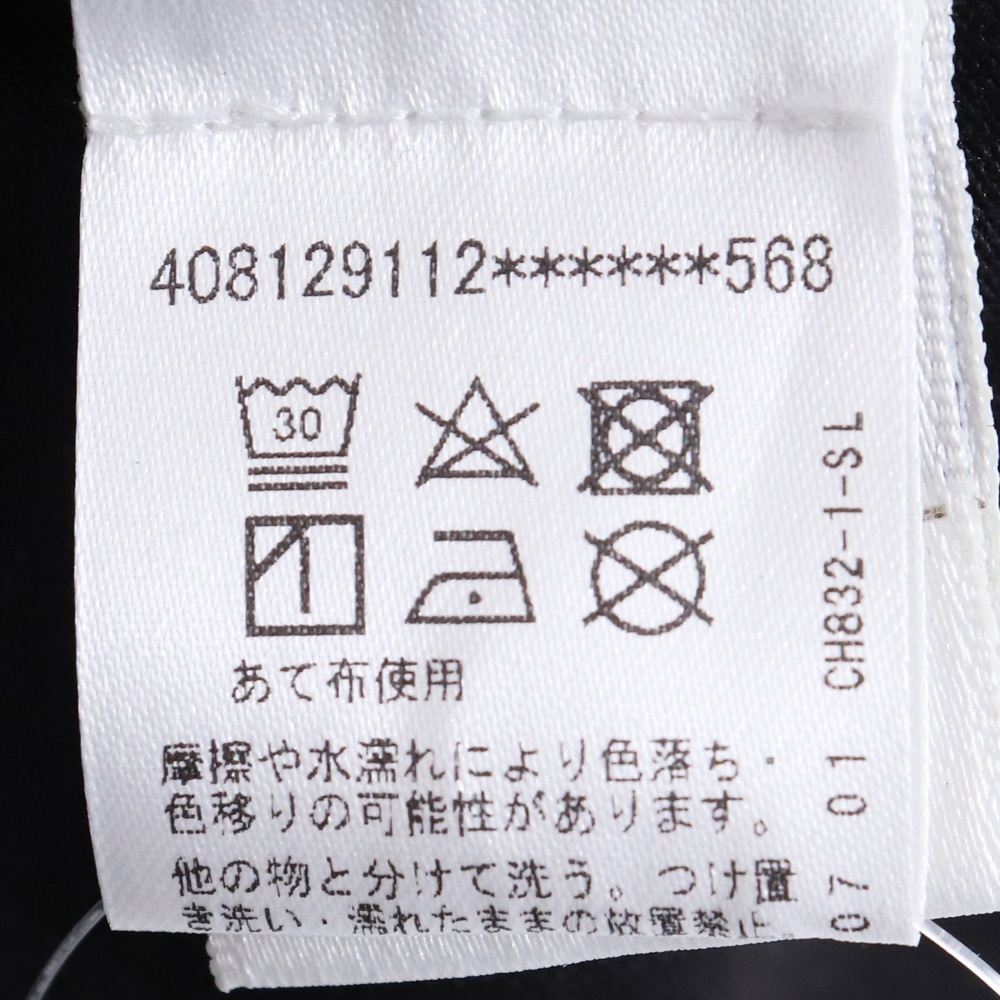 408129112******568
30
あて布使用
摩擦や水濡れにより色落ち・
色移りの可能性があります。
他の物と分けて洗う。つけ置
き洗い・濡れたままの放置禁止。
CH832-1-SL
07 01